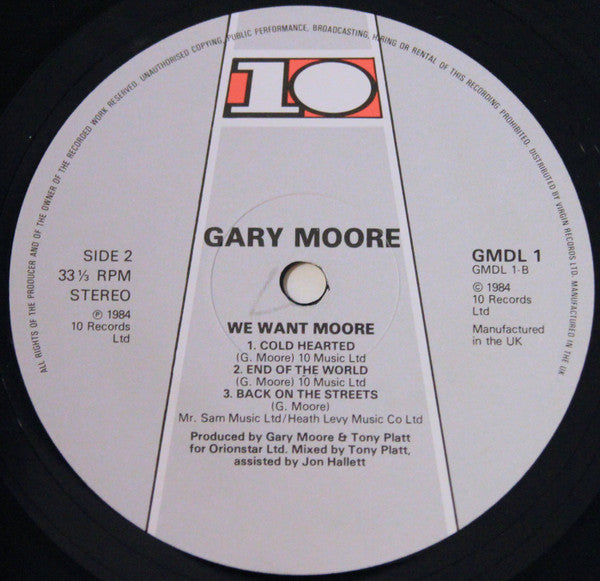 ALL RIGHTS OF THE PRODUCER AND OF THE OWNER OF THE RECORDED WORK RESERVED. UNAUTHORISED COPYING, PUBLIC PERFORMANCE, BROADCASTING, HIRING OR RENTAL OF THIS RECORDING PROHIBITED. DISTRIBUTED BY VIRGIN RECORDS LTD. MANUFACTURED IN THE UK
10
GARY MOORE
SIDE 2
33⅓ RPM
STEREO
℗ 1984
10 Records
Ltd
GMDL 1
GMDL 1-B
© 1984
10 Records
Ltd
Manufactured
in the UK
WE WANT MOORE
1. COLD HEARTED
(G. Moore) 10 Music Ltd
2. END OF THE WORLD
(G. Moore) 10 Music Ltd
3. BACK ON THE STREETS
(G. Moore)
Mr. Sam Music Ltd/Heath Levy Music Co Ltd
Produced by Gary Moore & Tony Platt
for Orionstar Ltd. Mixed by Tony Platt,
assisted by Jon Hallett